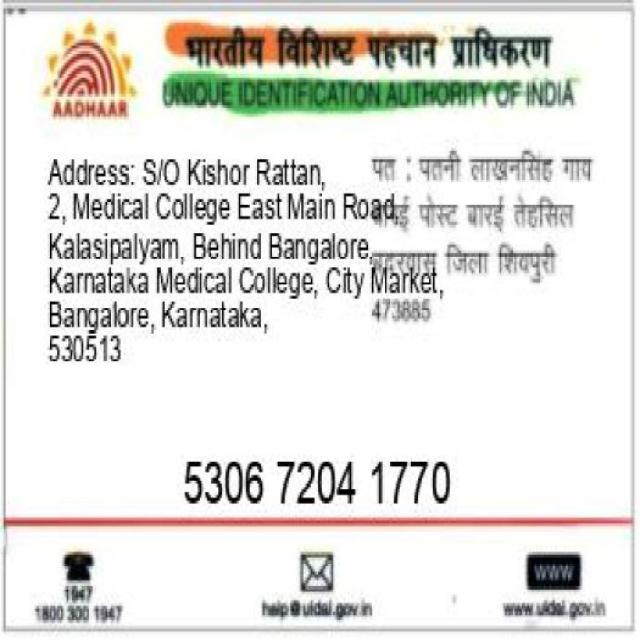 भारतीय विशिष्ट पहचान प्राधिकरण
UNIQUE IDENTIFICATION AUTHORITY OF INDIA
AADHAAR
Address: S/O Kishor Rattan,
2, Medical College East Main Road,
Kalasipalyam, Behind Bangalore,
Karnataka Medical College, City Market,
Bangalore, Karnataka,
530513
पत : पतनी लाखनसिंह गाय
पोस्ट बारई तेहसिल
जिला शिवपुरी
473885
5306 7204 1770
1947
1800 300 1947
help@uidai.gov.in
WWW
www.uidai.gov.in